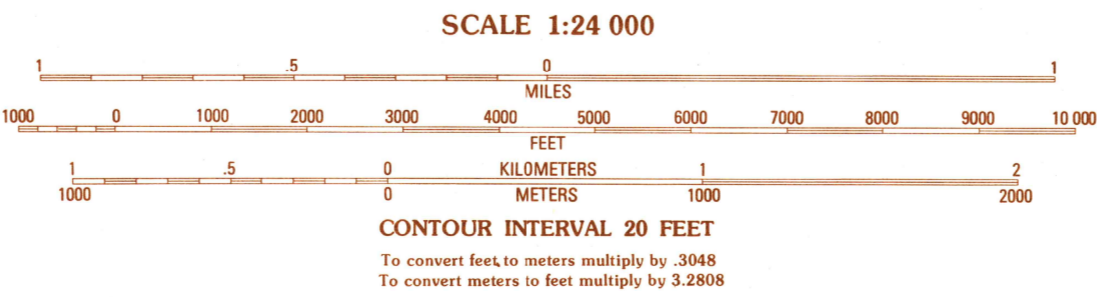 SCALE 1:24 000
1 .5 0 1
MILES
1000 0 1000 2000 3000 4000 5000 6000 7000 8000 9000 10 000
FEET
1 .5 0 KILOMETERS 1 2
1000 0 METERS 1000 2000
CONTOUR INTERVAL 20 FEET
To convert feet to meters multiply by .3048
To convert meters to feet multiply by 3.2808